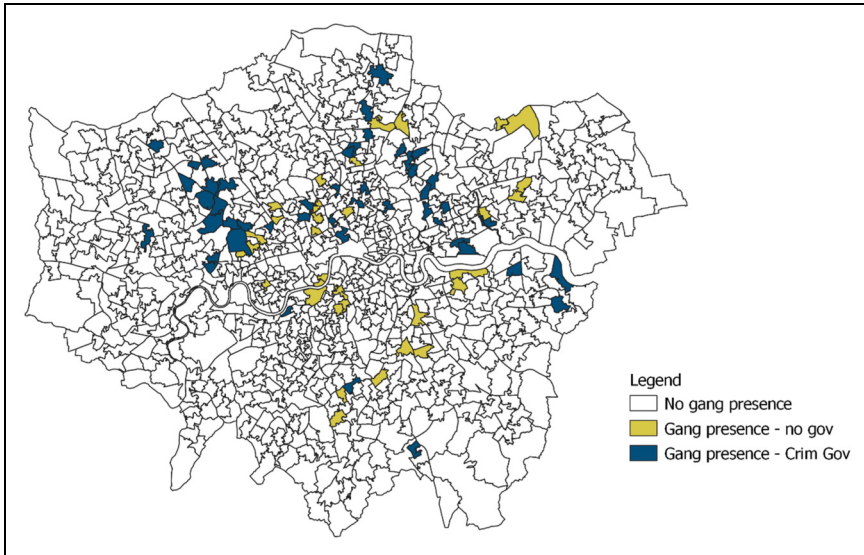 Legend
No gang presence
Gang presence - no gov
Gang presence - Crim Gov